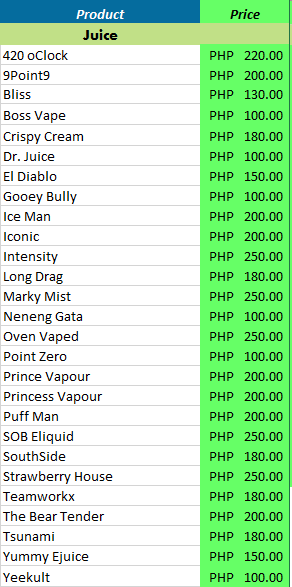 Product Price
Juice
420 oClock PHP 220.00
9Point9 PHP 200.00
Bliss PHP 130.00
Boss Vape PHP 100.00
Crispy Cream PHP 180.00
Dr. Juice PHP 100.00
El Diablo PHP 150.00
Gooey Bully PHP 100.00
Ice Man PHP 200.00
Iconic PHP 200.00
Intensity PHP 250.00
Long Drag PHP 180.00
Marky Mist PHP 250.00
Neneng Gata PHP 100.00
Oven Vaped PHP 250.00
Point Zero PHP 100.00
Prince Vapour PHP 200.00
Princess Vapour PHP 200.00
Puff Man PHP 200.00
SOB Eliquid PHP 250.00
SouthSide PHP 180.00
Strawberry House PHP 250.00
Teamworkx PHP 180.00
The Bear Tender PHP 200.00
Tsunami PHP 180.00
Yummy Ejuice PHP 150.00
Yeekult PHP 100.00